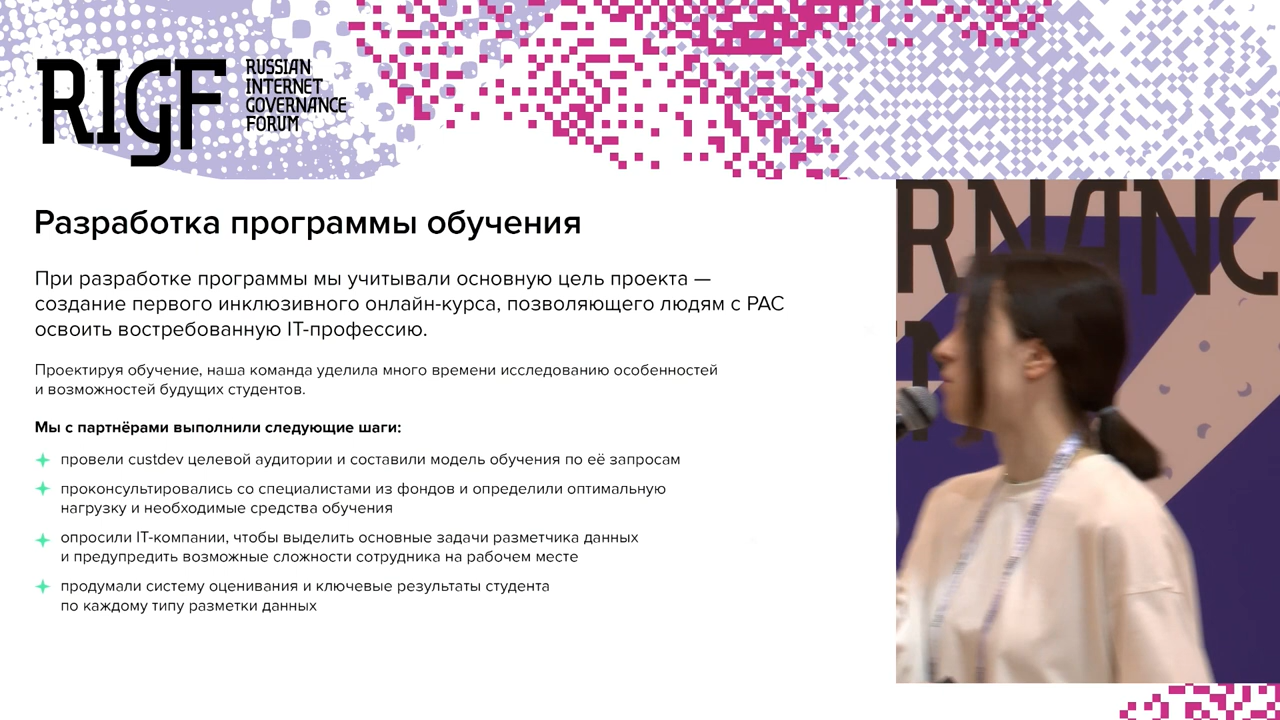 RIGF
RUSSIAN
INTERNET
GOVERNANCE
FORUM
Разработка программы обучения
При разработке программы мы учитывали основную цель проекта —
создание первого инклюзивного онлайн-курса, позволяющего людям с РАС
освоить востребованную IT-профессию.
Проектируя обучение, наша команда уделила много времени исследованию особенностей
и возможностей будущих студентов.
Мы с партнёрами выполнили следующие шаги:
провели custdev целевой аудитории и составили модель обучения по её запросам
проконсультировались со специалистами из фондов и определили оптимальную
нагрузку и необходимые средства обучения
опросили IT-компании, чтобы выделить основные задачи разметчика данных
и предупредить возможные сложности сотрудника на рабочем месте
продумали систему оценивания и ключевые результаты студента
по каждому типу разметки данных
RNANC